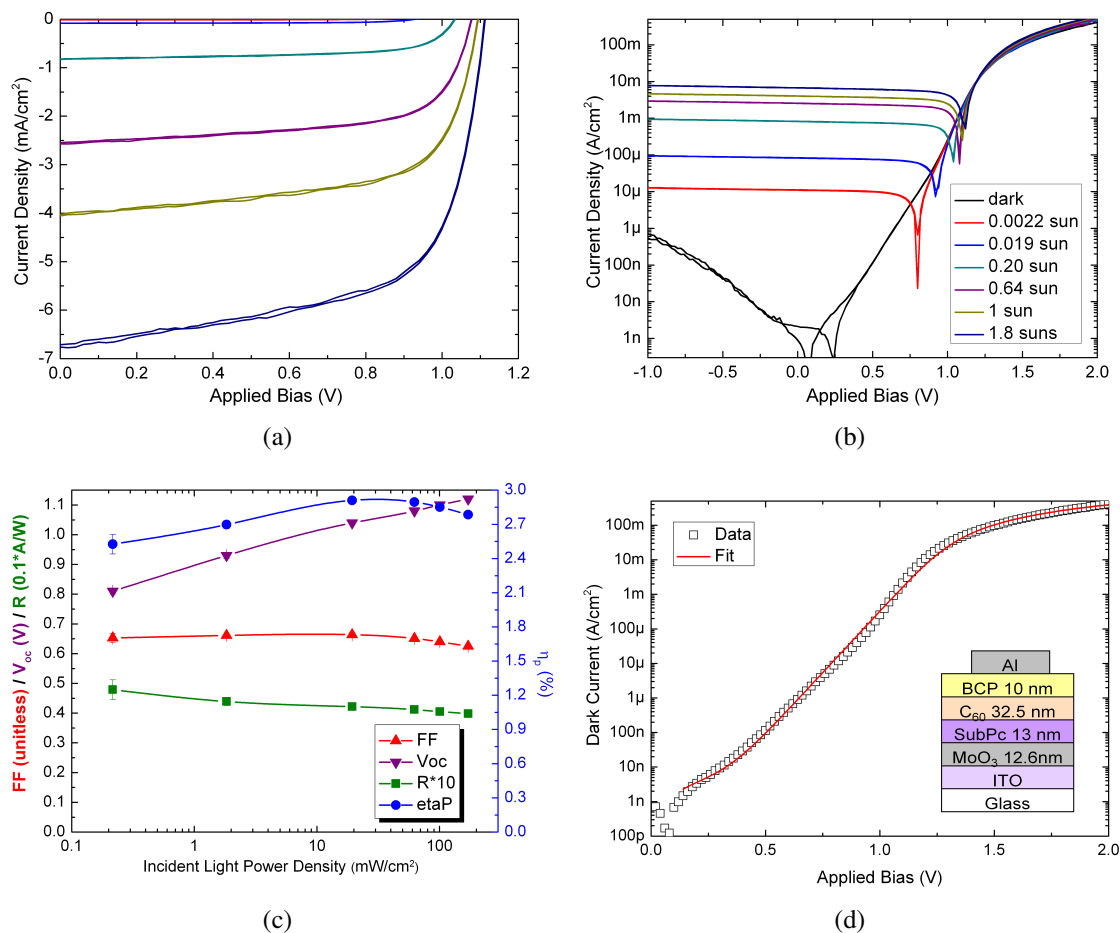 0
-1
-2
-3
-4
-5
-6
-7
Current Density (mA/cm²)
0.0 0.2 0.4 0.6 0.8 1.0 1.2
Applied Bias (V)
(a)
100m
10m
1m
100µ
10µ
1µ
100n
10n
1n
Current Density (A/cm²)
dark
0.0022 sun
0.019 sun
0.20 sun
0.64 sun
1 sun
1.8 suns
-1.0 -0.5 0.0 0.5 1.0 1.5 2.0
Applied Bias (V)
(b)
1.1
1.0
0.9
0.8
0.7
0.6
0.5
0.4
0.3
0.2
0.1
0.0
FF (unitless) / Voc (V) / R (0.1*A/W)
3.0
2.7
2.4
2.1
1.8
1.5
1.2
0.9
0.6
0.3
0.0
ηp (%)
FF
Voc
R*10
etaP
0.1 1 10 100
Incident Light Power Density (mW/cm²)
(c)
100m
10m
1m
100µ
10µ
1µ
100n
10n
1n
100p
Dark Current (A/cm²)
Data
Fit
Al
BCP 10 nm
C₆₀ 32.5 nm
SubPc 13 nm
MoO₃ 12.6nm
ITO
Glass
0.0 0.5 1.0 1.5 2.0
Applied Bias (V)
(d)